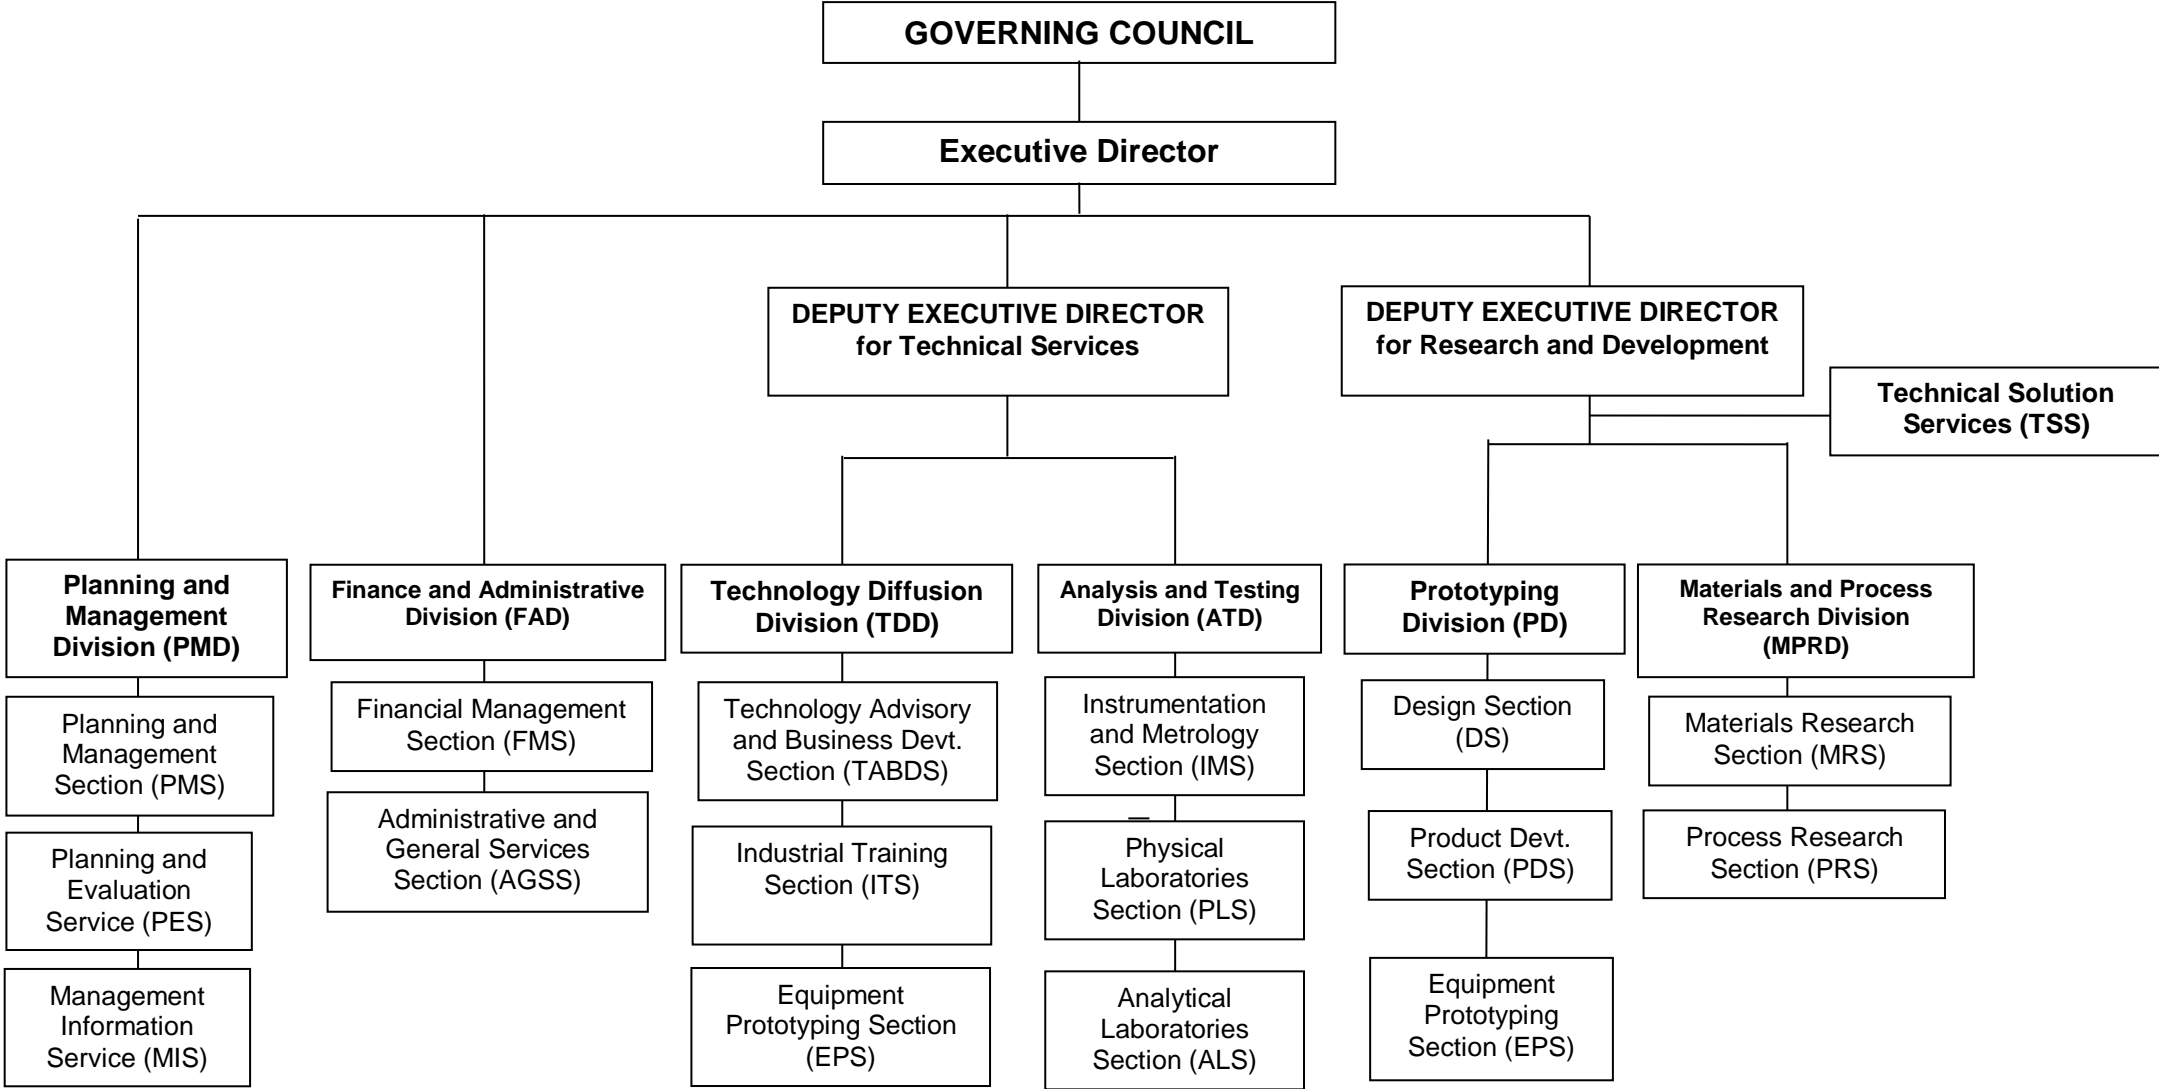 GOVERNING COUNCIL
Executive Director
DEPUTY EXECUTIVE DIRECTOR
for Technical Services
DEPUTY EXECUTIVE DIRECTOR
for Research and Development
Technical Solution
Services (TSS)
Planning and
Management
Division (PMD)
Finance and Administrative
Division (FAD)
Technology Diffusion
Division (TDD)
Analysis and Testing
Division (ATD)
Prototyping
Division (PD)
Materials and Process
Research Division
(MPRD)
Planning and
Management
Section (PMS)
Financial Management
Section (FMS)
Technology Advisory
and Business Devt.
Section (TABDS)
Instrumentation
and Metrology
Section (IMS)
Design Section
(DS)
Materials Research
Section (MRS)
Planning and
Evaluation
Service (PES)
Administrative and
General Services
Section (AGSS)
Industrial Training
Section (ITS)
Physical
Laboratories
Section (PLS)
Product Devt.
Section (PDS)
Process Research
Section (PRS)
Management
Information
Service (MIS)
Equipment
Prototyping Section
(EPS)
Analytical
Laboratories
Section (ALS)
Equipment
Prototyping
Section (EPS)